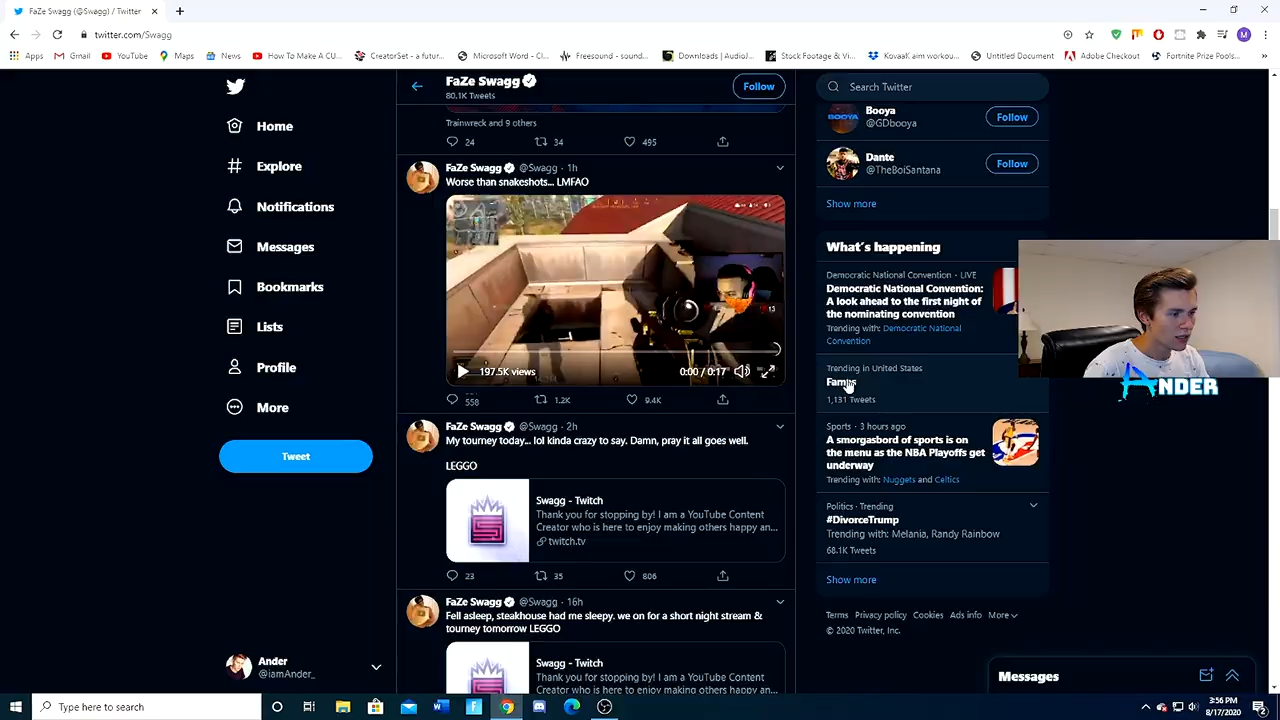 FaZe Swagg (@Swagg) / Twitter
twitter.com/Swagg
Apps
Gmail
YouTube
Maps
News
How To Make A CU...
CreatorSet - a futur...
Microsoft Word - Cl...
Freesound - soun...
Downloads | AudioJ...
Stock Footage & Vi...
KovaaK aim workou...
Untitled Document
Adobe Checkout
Fortnite Prize Pools...
Home
Explore
Notifications
Messages
Bookmarks
Lists
Profile
More
Tweet
Ander
@iamAnder_
FaZe Swagg
80.1K Tweets
Follow
Trainwreck and 9 others
24
34
495
FaZe Swagg @Swagg · 1h
Worse than snakeshots... LMFAO
197.5K views
0:00 / 0:17
558
1.2K
9.4K
FaZe Swagg @Swagg · 2h
My tourney today... lol kinda crazy to say. Damn, pray it all goes well.
LEGGO
Swagg - Twitch
Thank you for stopping by! I am a YouTube Content
Creator who is here to enjoy making others happy an...
twitch.tv
23
35
806
FaZe Swagg @Swagg · 16h
Fell asleep, steakhouse had me sleepy. we on for a short night stream &
tourney tomorrow LEGGO
Swagg - Twitch
Thank you for stopping by! I am a YouTube Content
Creator who is here to enjoy making others happy an...
Search Twitter
BOOYA
Booya
@GDbooya
Follow
Dante
@TheBoiSantana
Follow
Show more
What's happening
Democratic National Convention · LIVE
Democratic National Convention:
A look ahead to the first night of
the nominating convention
Trending with: Democratic National
Convention
Trending in United States
1,131 Tweets
Sports · 3 hours ago
A smorgasbord of sports is on
the menu as the NBA Playoffs get
underway
Trending with: Nuggets and Celtics
Politics · Trending
#DivorceTrump
Trending with: Melania, Randy Rainbow
68.1K Tweets
Show more
Terms Privacy policy Cookies Ads info More
© 2020 Twitter, Inc.
ANDER
Messages
Type here to search
3:56 PM
8/17/2020